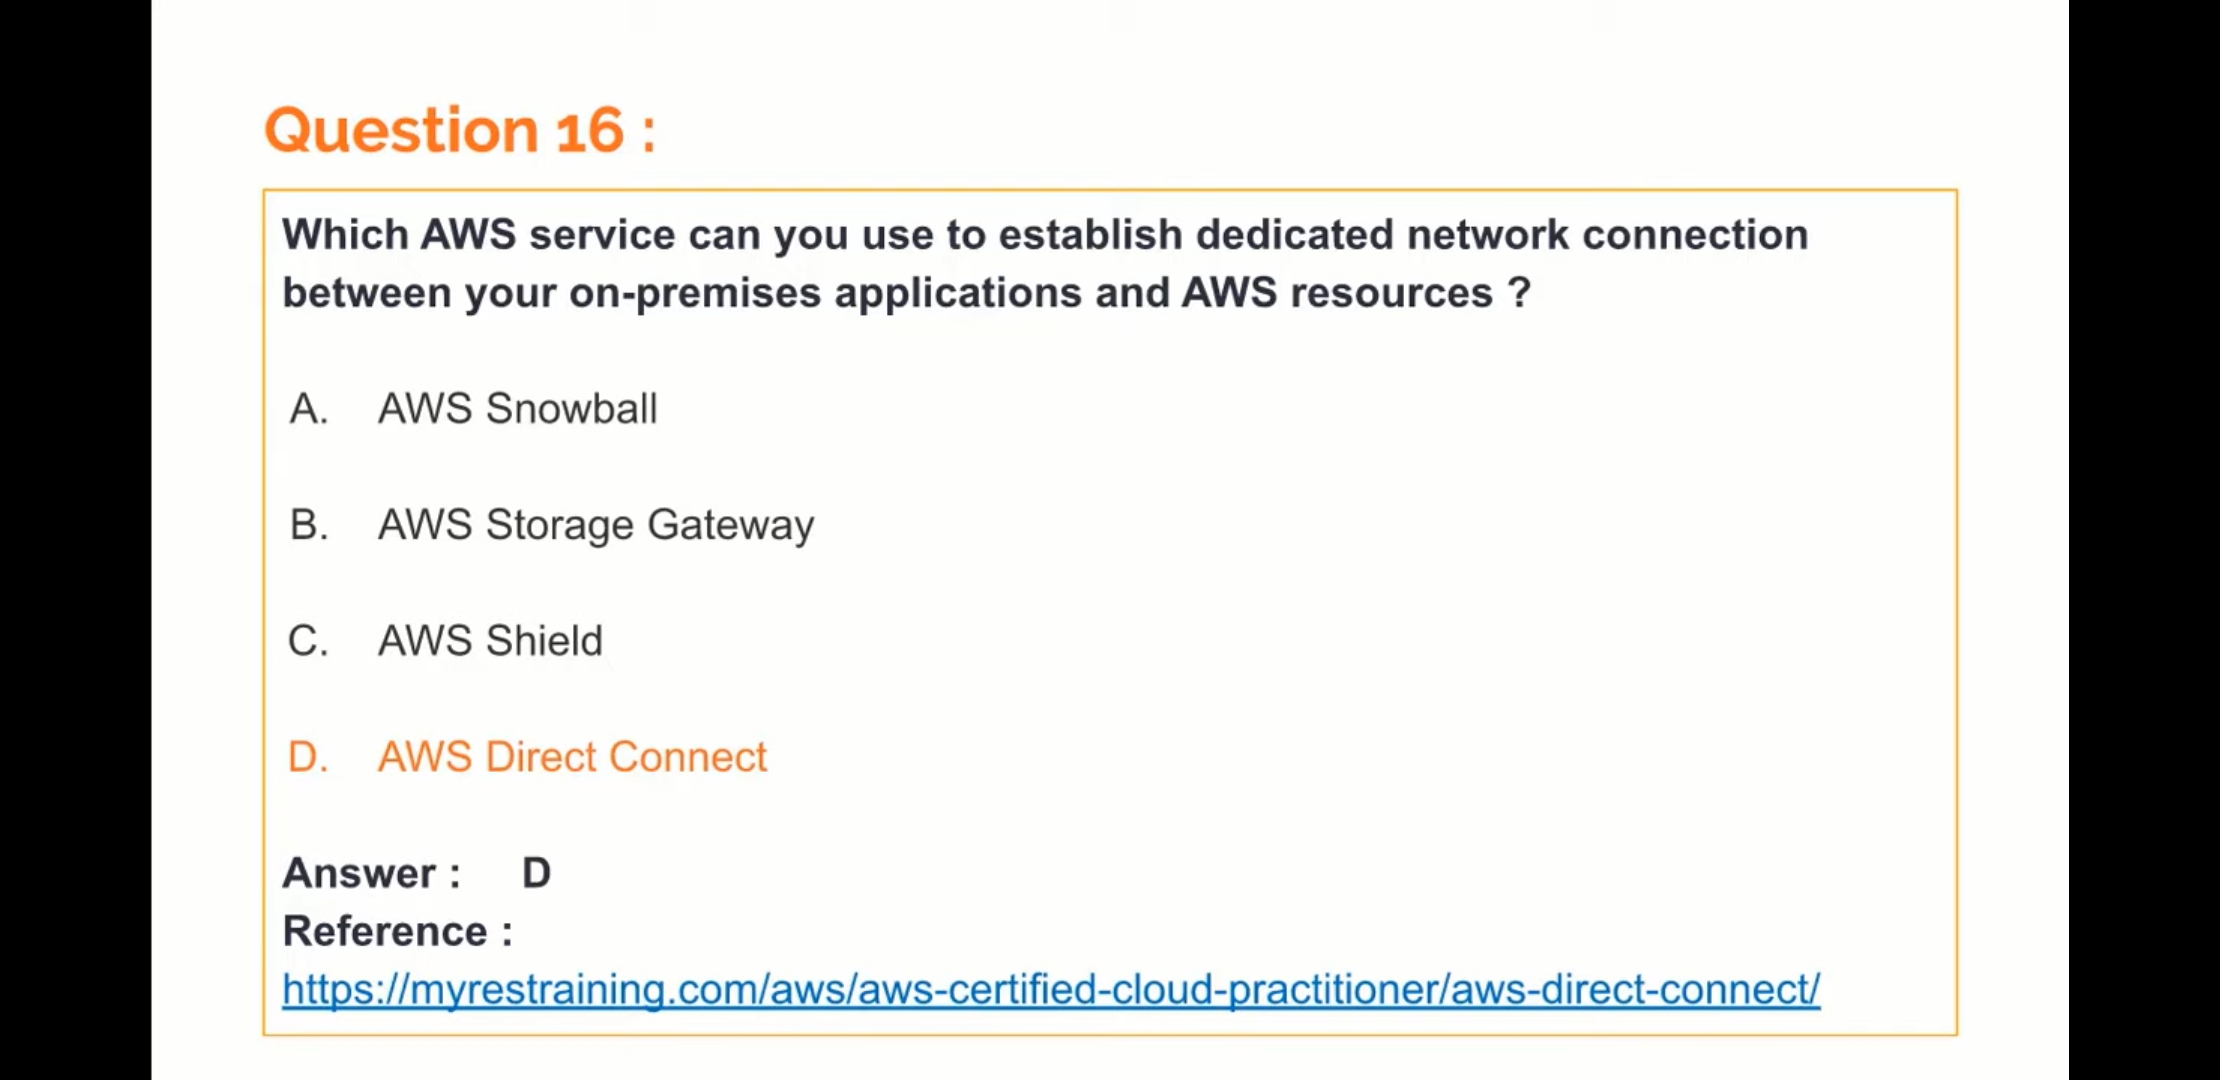 Question 16 :
Which AWS service can you use to establish dedicated network connection
between your on-premises applications and AWS resources ?
A. AWS Snowball
B. AWS Storage Gateway
C. AWS Shield
D. AWS Direct Connect
Answer : D
Reference :
https://myrestraining.com/aws/aws-certified-cloud-practitioner/aws-direct-connect/